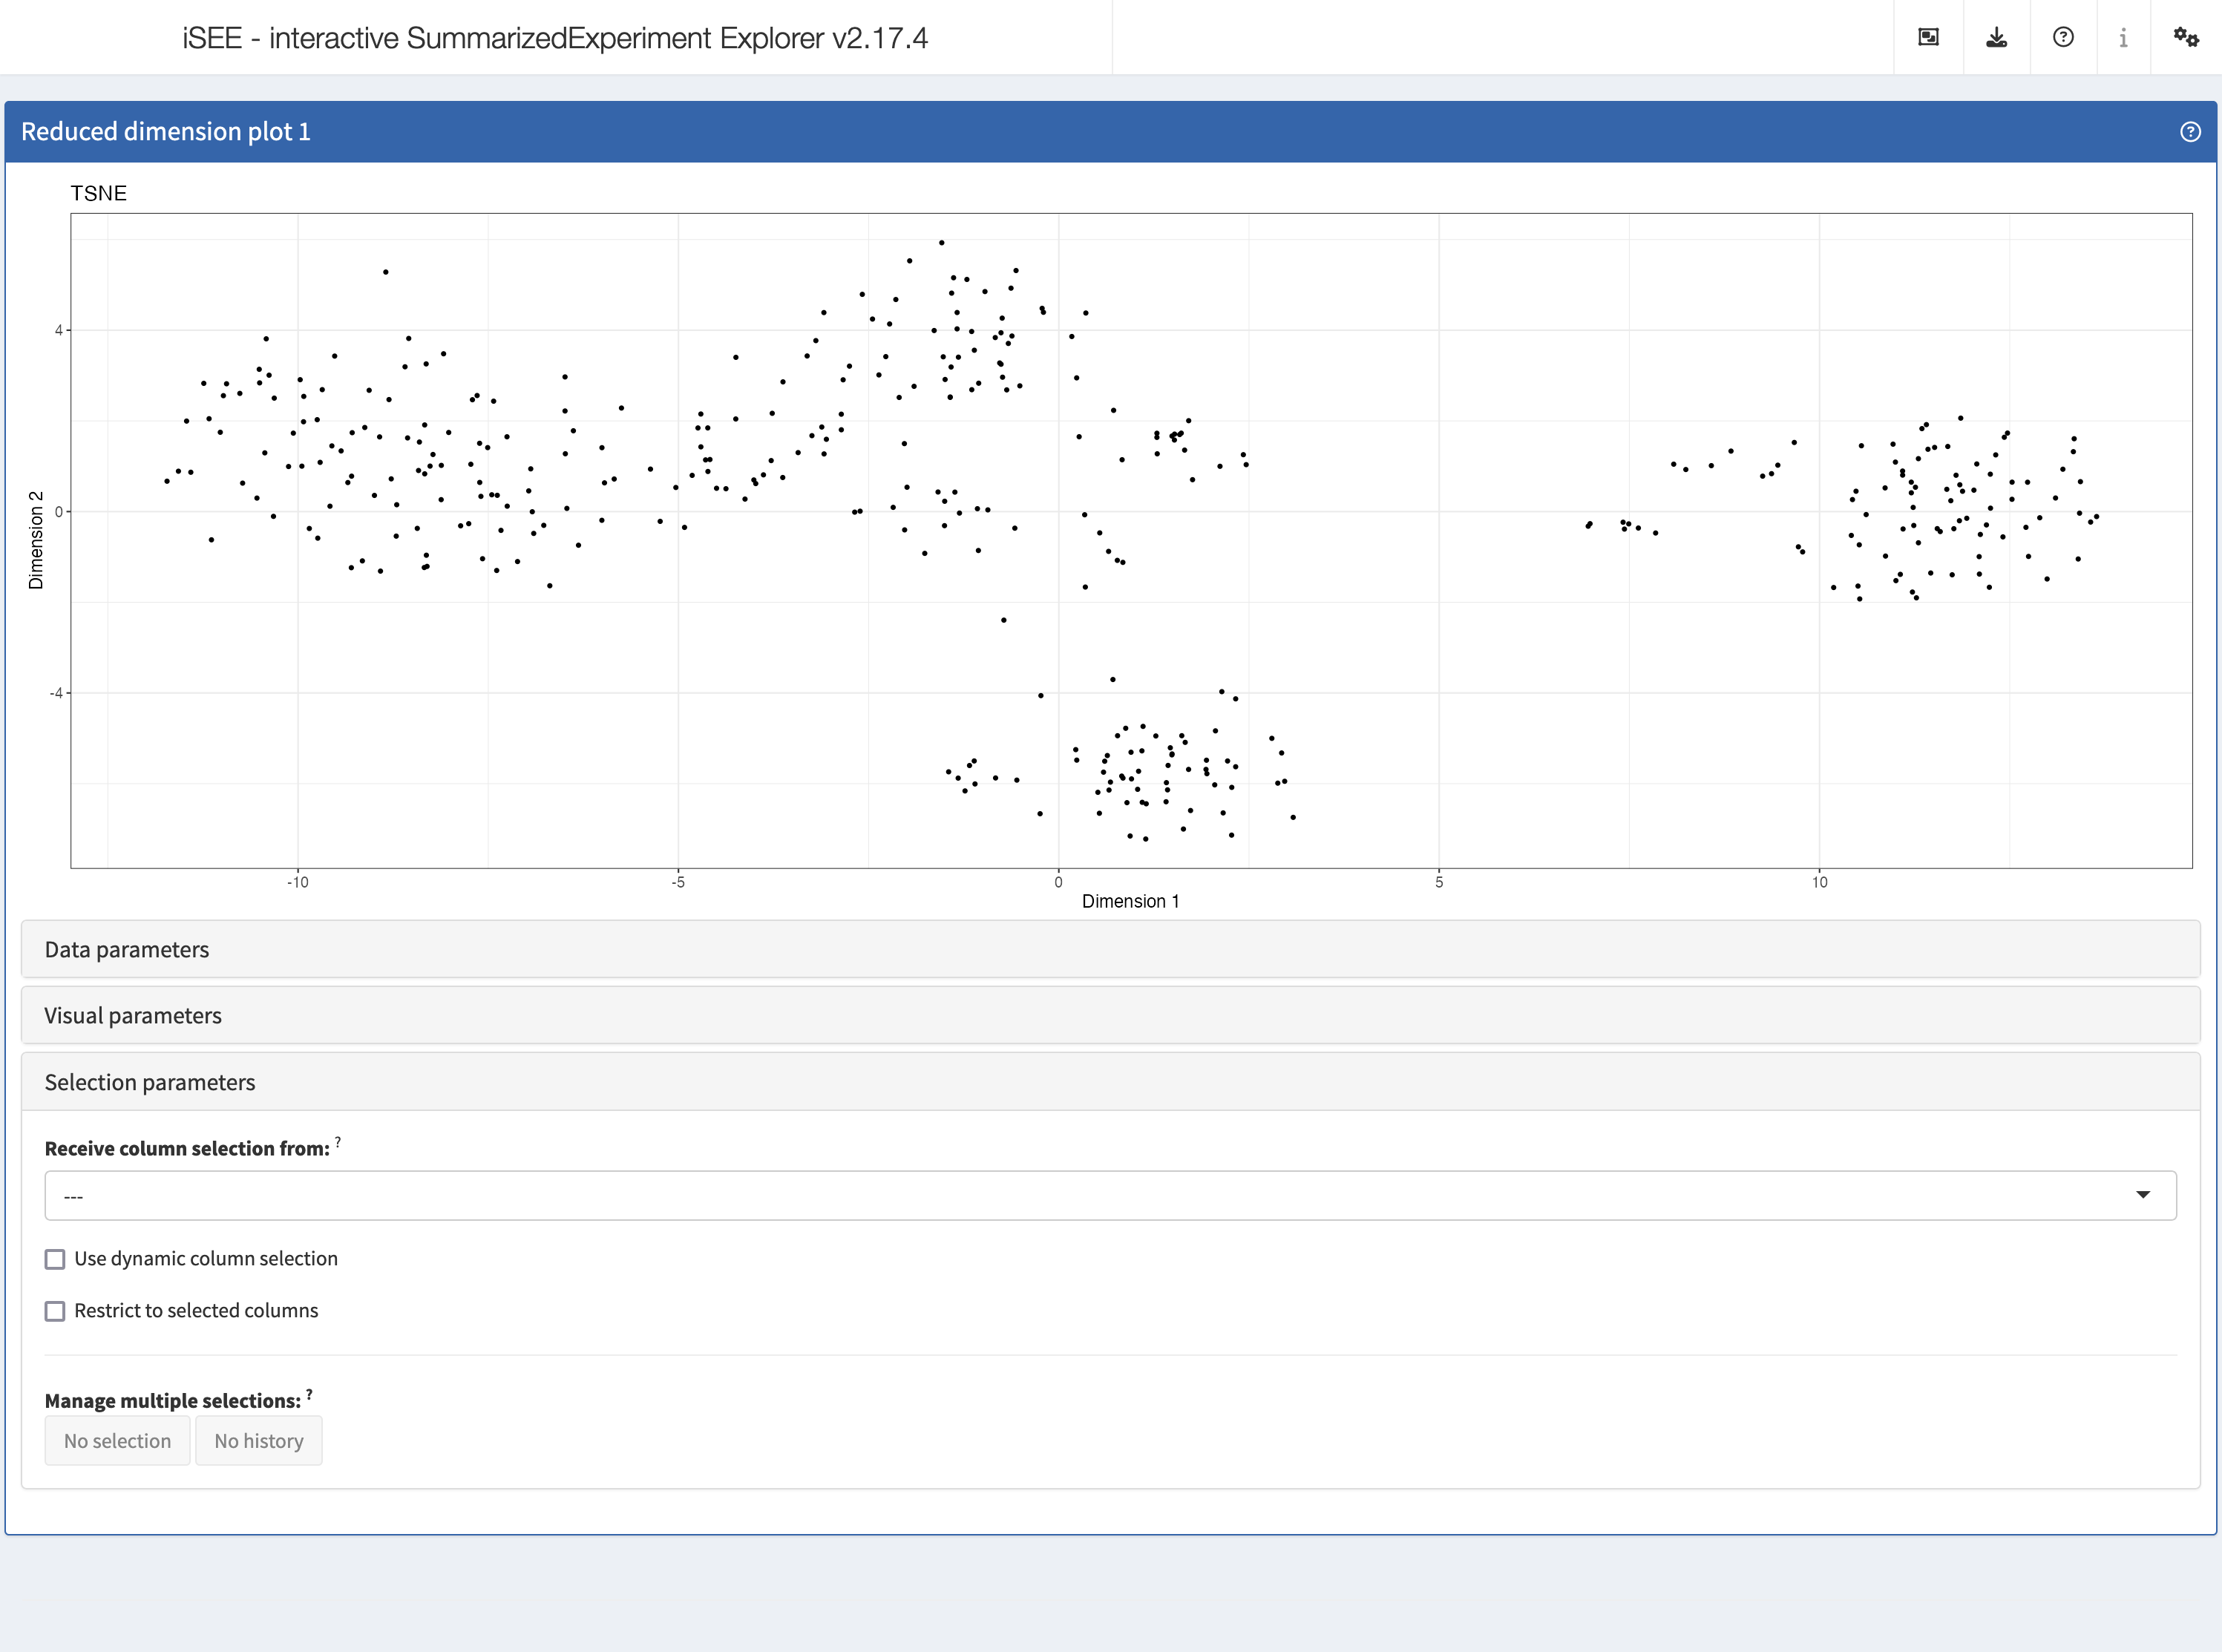 iSEE - interactive SummarizedExperiment Explorer v2.17.4
Reduced dimension plot 1
TSNE
4
0
-4
Dimension 2
-10
-5
0
5
10
Dimension 1
Data parameters
Visual parameters
Selection parameters
Receive column selection from: ?
---
Use dynamic column selection
Restrict to selected columns
Manage multiple selections: ?
No selection
No history